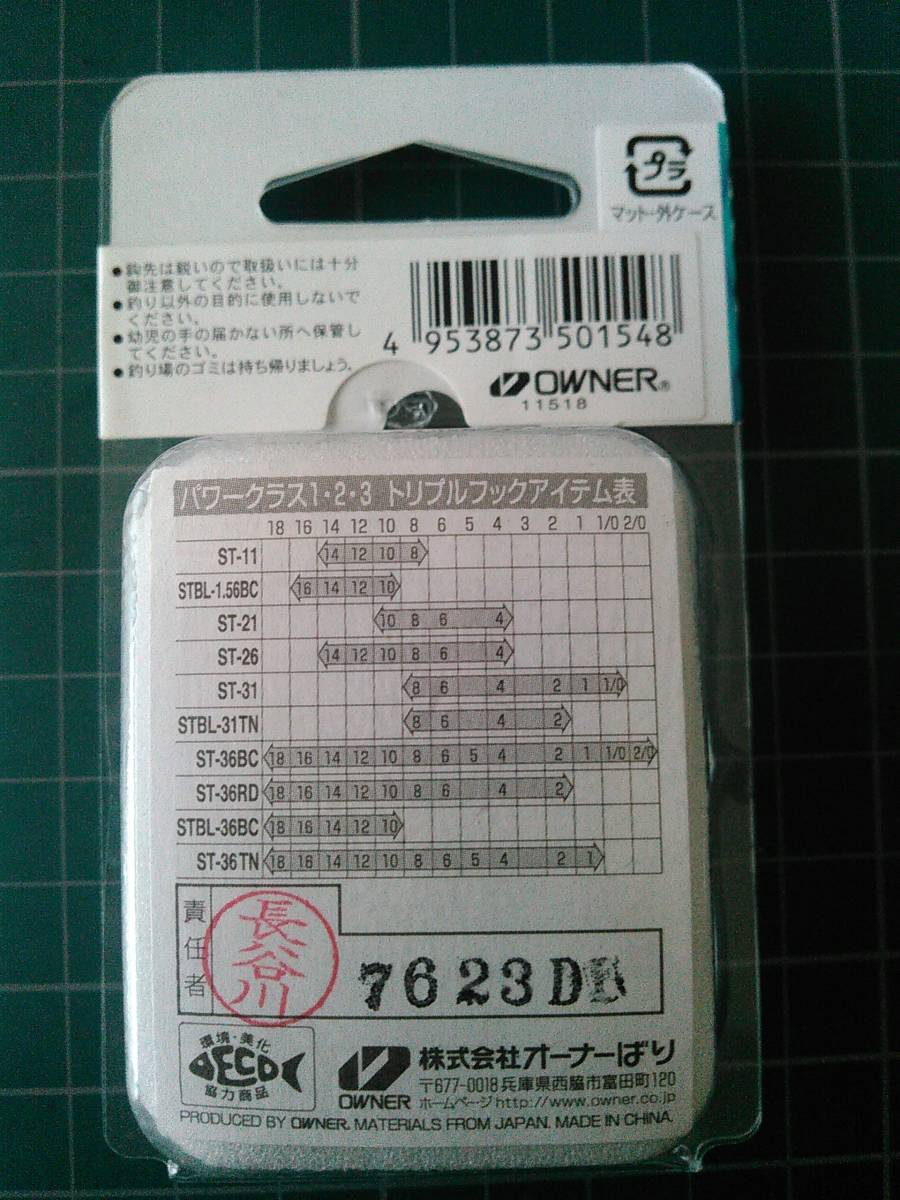 プラ
マット・外ケース
●鈎先は鋭いので取扱いには十分
御注意してください。
●釣り以外の目的に使用しないで
ください。
●幼児の手の届かない所へ保管し
てください。
●釣り場のゴミは持ち帰りましょう。
4 953873 501548
OWNER®
11518
パワークラス1・2・3 トリプルフックアイテム表
18 16 14 12 10 8 6 5 4 3 2 1 1/0 2/0
ST-11 14 12 10 8
STBL-1.56BC 16 14 12 10
ST-21 10 8 6 4
ST-26 14 12 10 8 6 4
ST-31 8 6 4 2 1 1/0
STBL-31TN 8 6 4 2
ST-36BC 18 16 14 12 10 8 6 5 4 2 1 1/0 2/0
ST-36RD 18 16 14 12 10 8 6 4 2
STBL-36BC 18 16 14 12 10
ST-36TN 18 16 14 12 10 8 6 5 4 2 1
責任者
長谷川
7623D
環境・美化
DECO
協力商品
OWNER
株式会社オーナーばり
〒677-0018兵庫県西脇市富田町120
ホームページhttp://www.owner.co.jp
PRODUCED BY OWNER. MATERIALS FROM JAPAN. MADE IN CHINA.